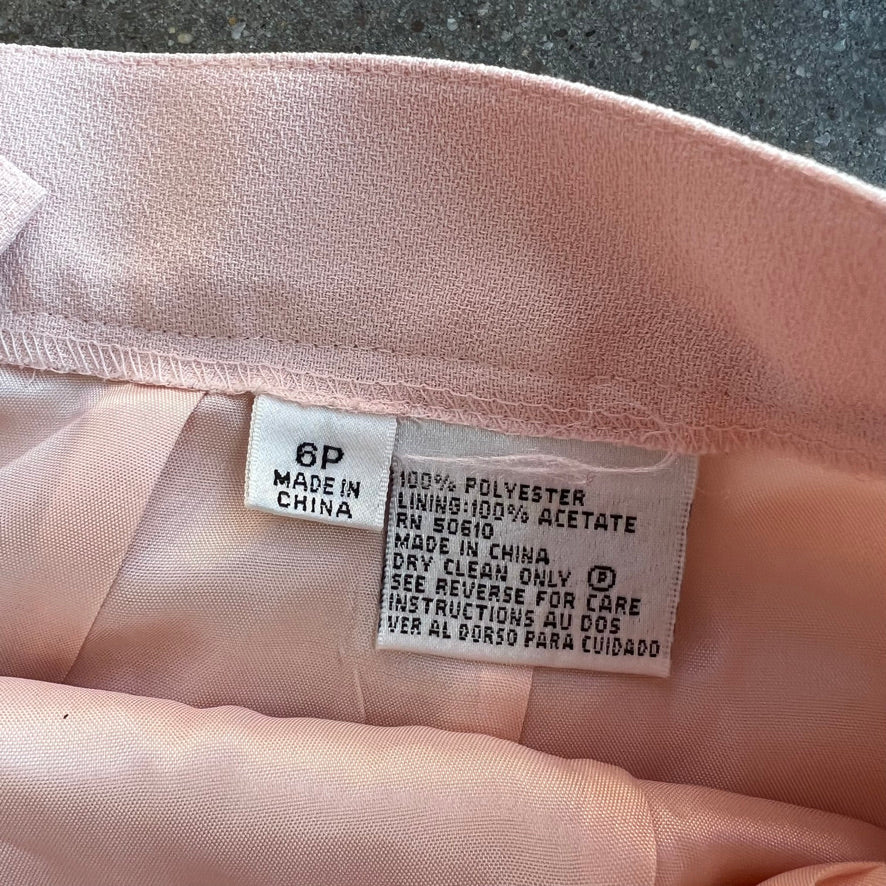 6P
MADE IN
CHINA
100% POLYESTER
LINING:100% ACETATE
RN 50610
MADE IN CHINA
DRY CLEAN ONLY Ⓟ
SEE REVERSE FOR CARE
INSTRUCTIONS AU DOS
VER AL DORSO PARA CUIDADO